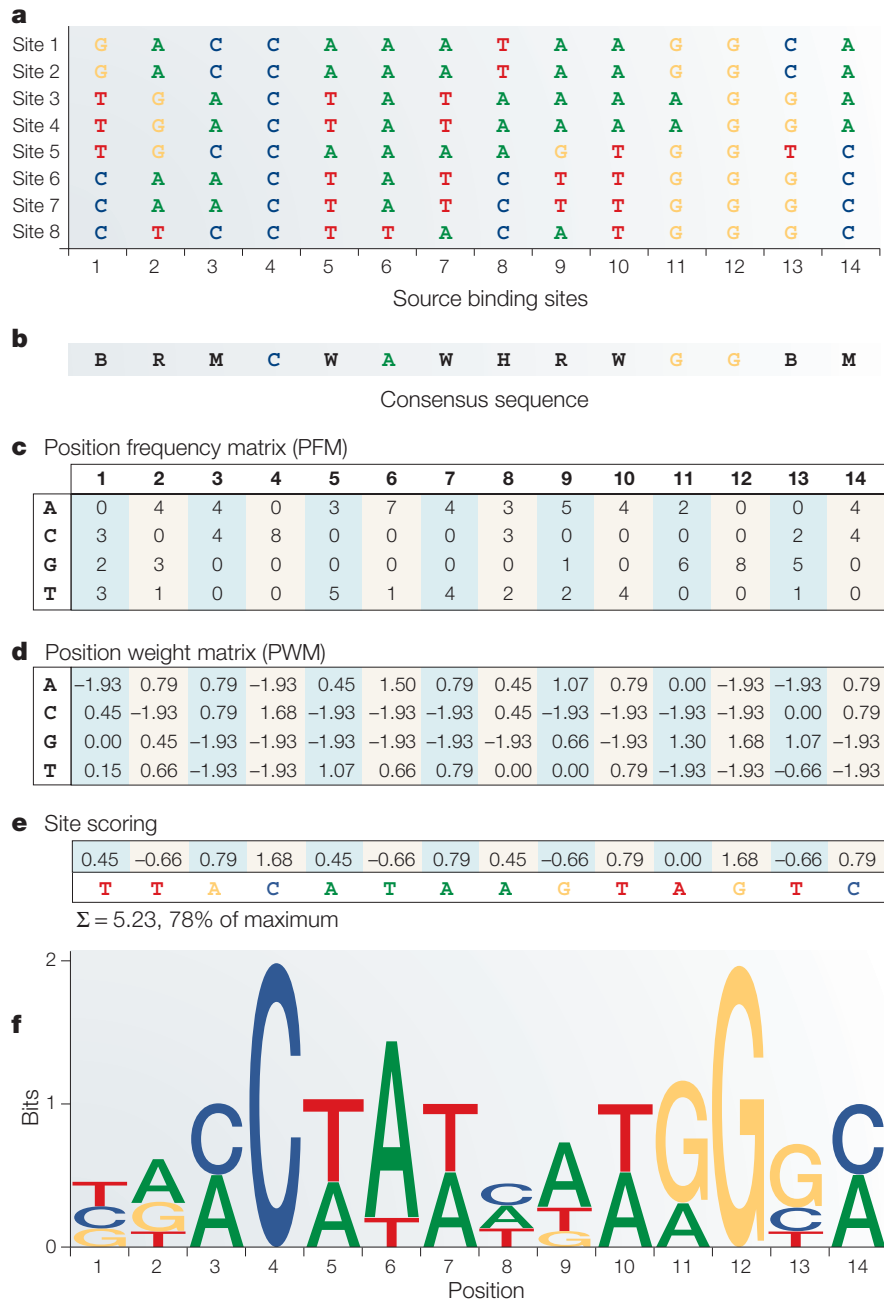 a
Site 1 G A C C A A A T A A G G C A
Site 2 G A C C A A A T A A G G C A
Site 3 T G A C T A T A A A A G G A
Site 4 T G A C T A T A A A A G G A
Site 5 T G C C A A A A G T G G T C
Site 6 C A A C T A T C T T G G G C
Site 7 C A A C T A T C T T G G G C
Site 8 C T C C T T A C A T G G G C
1 2 3 4 5 6 7 8 9 10 11 12 13 14
Source binding sites
b
B R M C W A W H R W G G B M
Consensus sequence
c Position frequency matrix (PFM)
1 2 3 4 5 6 7 8 9 10 11 12 13 14
A 0 4 4 0 3 7 4 3 5 4 2 0 0 4
C 3 0 4 8 0 0 0 3 0 0 0 0 2 4
G 2 3 0 0 0 0 0 0 1 0 6 8 5 0
T 3 1 0 0 5 1 4 2 2 4 0 0 1 0
d Position weight matrix (PWM)
A –1.93 0.79 0.79 –1.93 0.45 1.50 0.79 0.45 1.07 0.79 0.00 –1.93 –1.93 0.79
C 0.45 –1.93 0.79 1.68 –1.93 –1.93 –1.93 0.45 –1.93 –1.93 –1.93 –1.93 0.00 0.79
G 0.00 0.45 –1.93 –1.93 –1.93 –1.93 –1.93 –1.93 0.66 –1.93 1.30 1.68 1.07 –1.93
T 0.15 0.66 –1.93 –1.93 1.07 0.66 0.79 0.00 0.00 0.79 –1.93 –1.93 –0.66 –1.93
e Site scoring
0.45 –0.66 0.79 1.68 0.45 –0.66 0.79 0.45 –0.66 0.79 0.00 1.68 –0.66 0.79
T T A C A T A A G T A G T C
Σ = 5.23, 78% of maximum
f
2
1
0
Bits
T C G
A G T
C A
C
T A
A T
T A
C A T
A T G
T A
G A
G
G C T
C A
1 2 3 4 5 6 7 8 9 10 11 12 13 14
Position